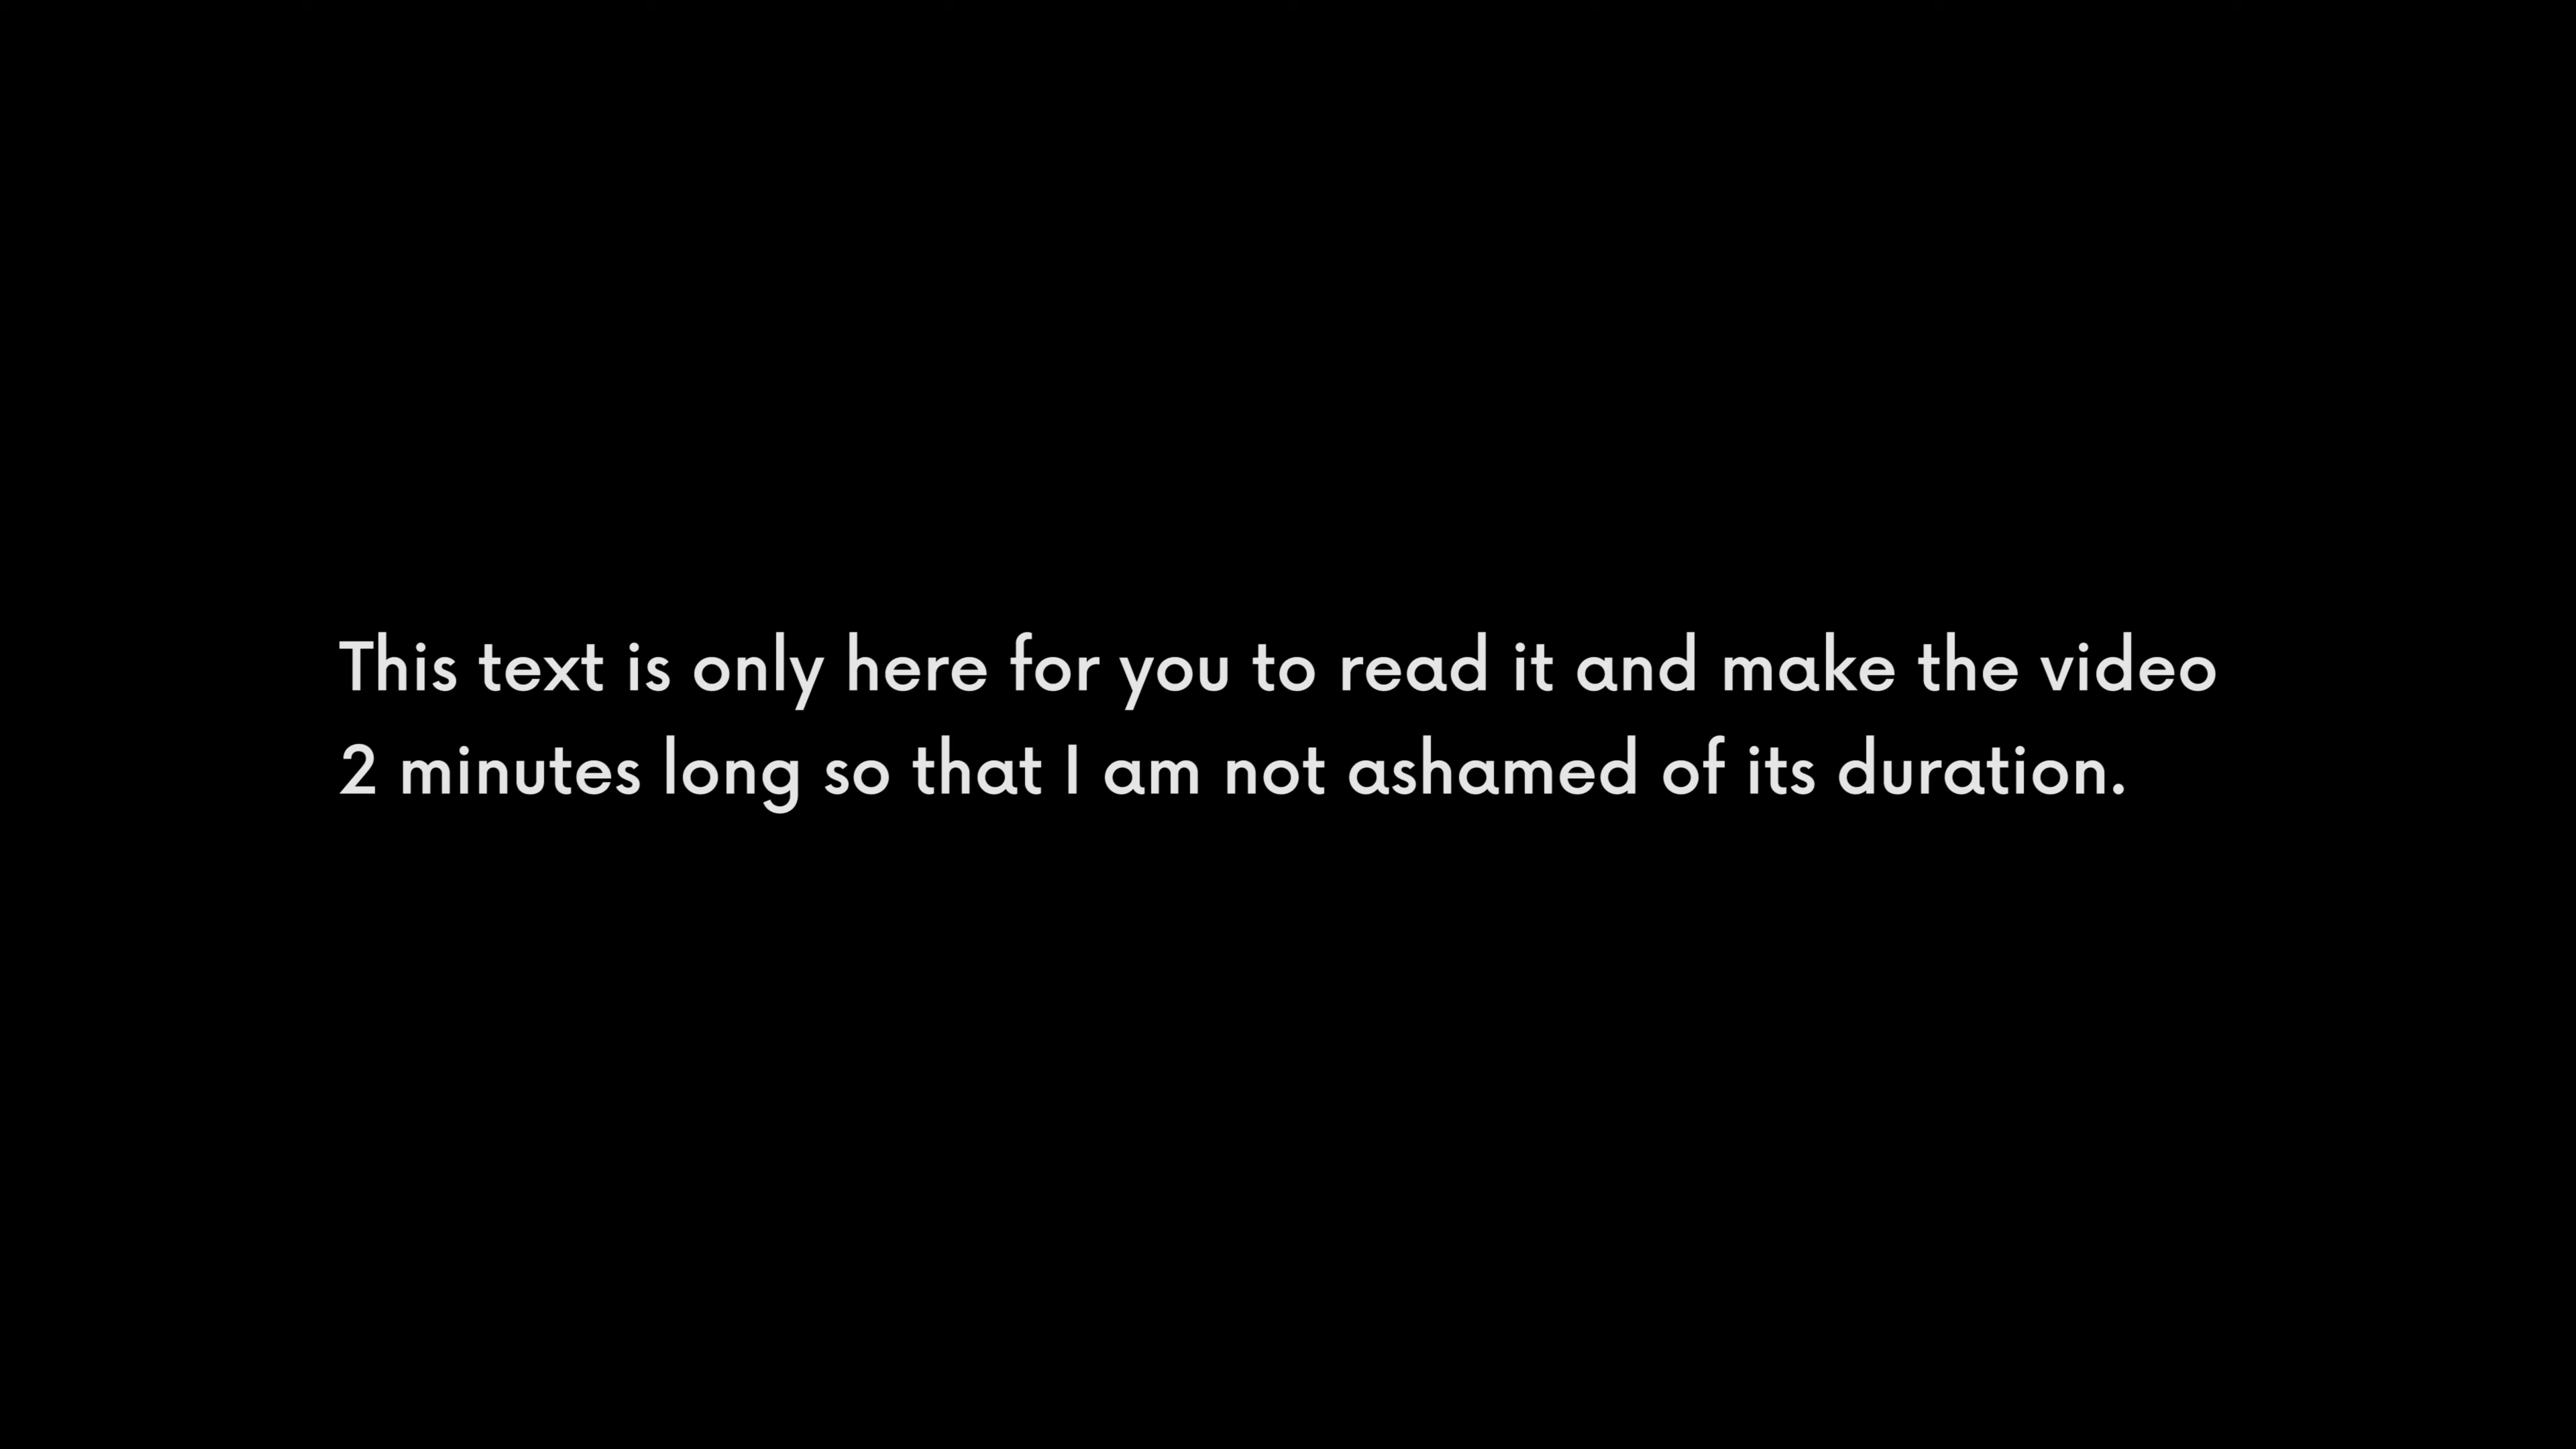 This text is only here for you to read it and make the video
2 minutes long so that I am not ashamed of its duration.